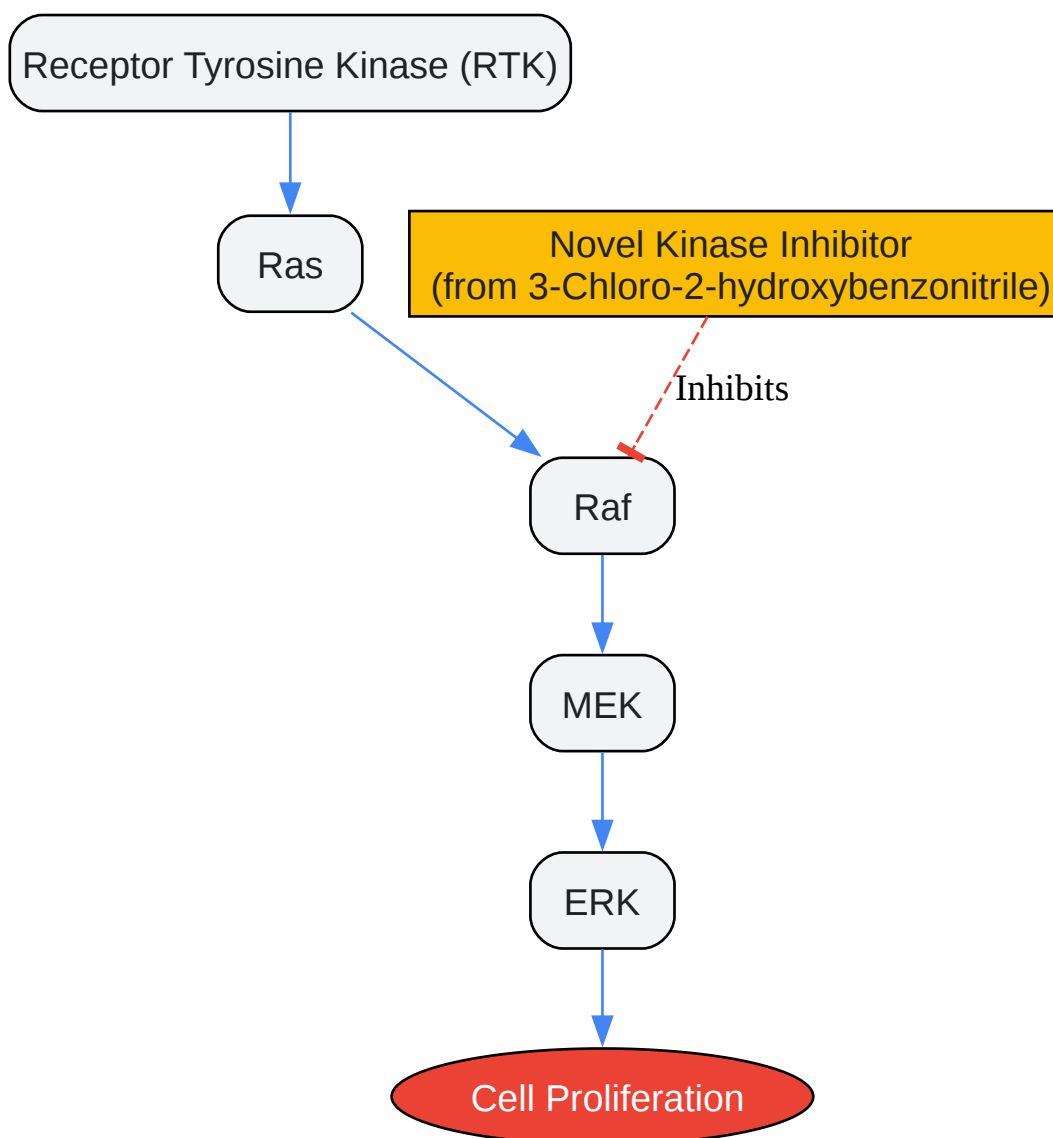 Receptor Tyrosine Kinase (RTK)
Ras
Novel Kinase Inhibitor
(from 3-Chloro-2-hydroxybenzonitrile)
Inhibits
Raf
MEK
ERK
Cell Proliferation